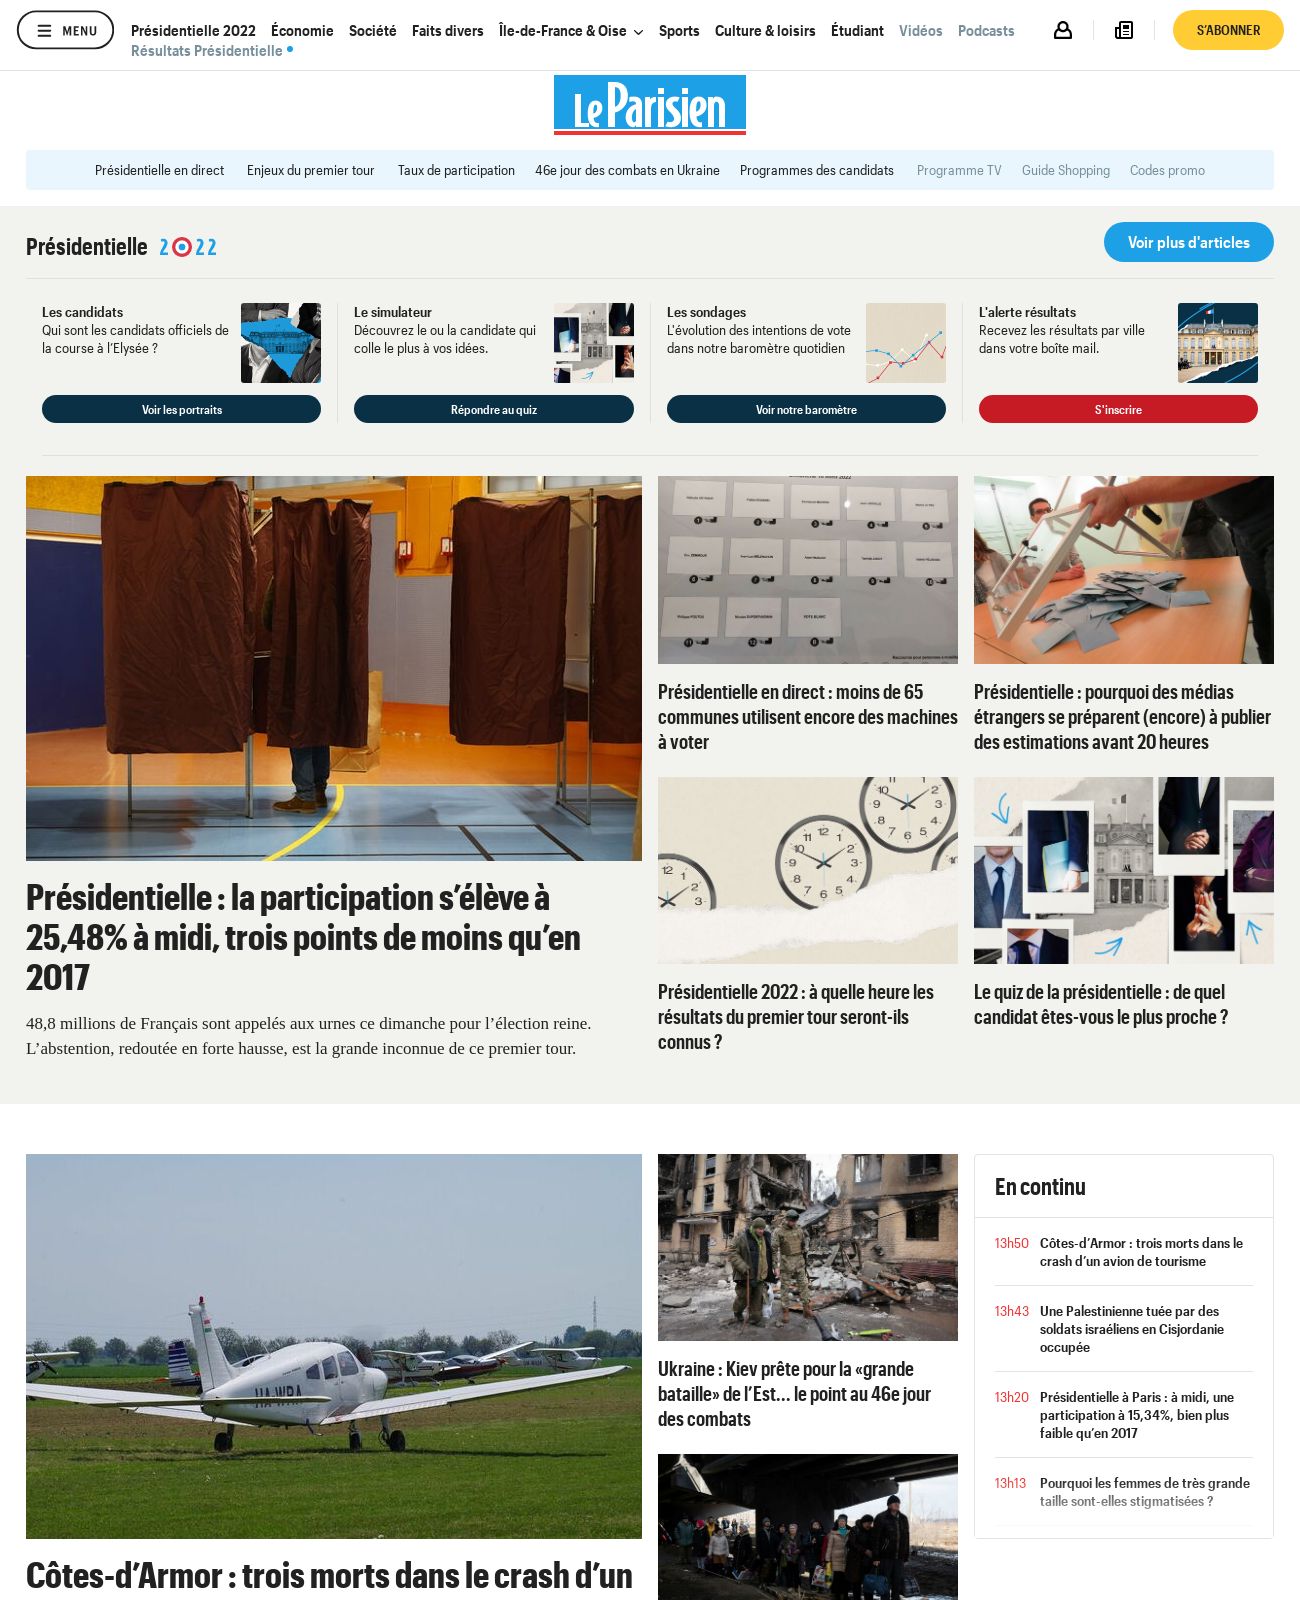 MENU
Présidentielle 2022 Économie Société Faits divers Île-de-France & Oise Sports Culture & loisirs Étudiant Vidéos Podcasts
Résultats Présidentielle
S'ABONNER
Le Parisien
Présidentielle en direct Enjeux du premier tour Taux de participation 46e jour des combats en Ukraine Programmes des candidats Programme TV Guide Shopping Codes promo
Présidentielle 2022
Voir plus d'articles
Les candidats
Qui sont les candidats officiels de
la course à l'Elysée ?
Voir les portraits
Le simulateur
Découvrez le ou la candidate qui
colle le plus à vos idées.
Répondre au quiz
Les sondages
L'évolution des intentions de vote
dans notre baromètre quotidien
Voir notre baromètre
L'alerte résultats
Recevez les résultats par ville
dans votre boîte mail.
S'inscrire
Présidentielle : la participation s’élève à
25,48% à midi, trois points de moins qu’en
2017
48,8 millions de Français sont appelés aux urnes ce dimanche pour l’élection reine.
L’abstention, redoutée en forte hausse, est la grande inconnue de ce premier tour.
Présidentielle en direct : moins de 65
communes utilisent encore des machines
à voter
Présidentielle : pourquoi des médias
étrangers se préparent (encore) à publier
des estimations avant 20 heures
Présidentielle 2022 : à quelle heure les
résultats du premier tour seront-ils
connus ?
Le quiz de la présidentielle : de quel
candidat êtes-vous le plus proche ?
HA-WRA
Côtes-d’Armor : trois morts dans le crash d’un
Ukraine : Kiev prête pour la «grande
bataille» de l’Est... le point au 46e jour
des combats
En continu
13h50 Côtes-d’Armor : trois morts dans le
crash d’un avion de tourisme
13h43 Une Palestinienne tuée par des
soldats israéliens en Cisjordanie
occupée
13h20 Présidentielle à Paris : à midi, une
participation à 15,34%, bien plus
faible qu’en 2017
13h13 Pourquoi les femmes de très grande
taille sont-elles stigmatisées ?